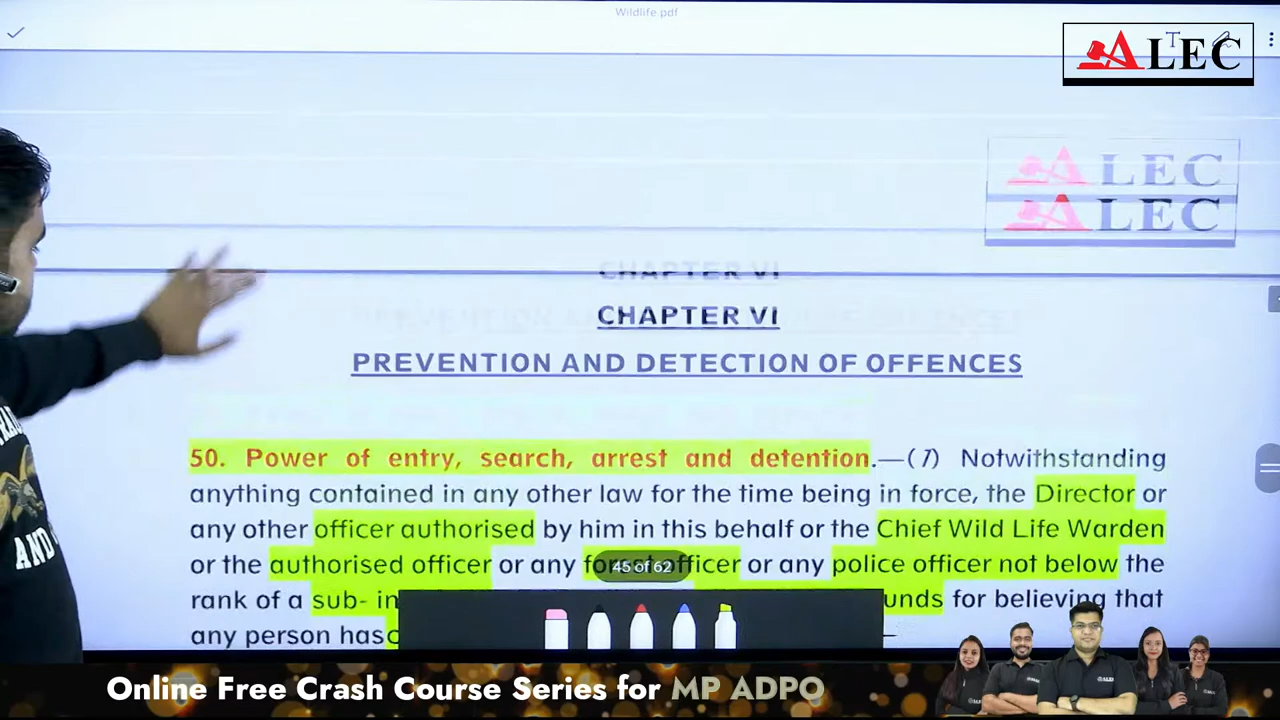 Wildlife.pdf
ALEC
ALEC
ALEC
CHAPTER VI
CHAPTER VI
PREVENTION AND DETECTION OF OFFENCES
50. Power of entry, search, arrest and detention.—(1) Notwithstanding
anything contained in any other law for the time being in force, the Director or
any other officer authorised by him in this behalf or the Chief Wild Life Warden
or the authorised officer or any officer or any police officer not below the
45 of 62
rank of a sub- for believing that
any person has
AND
Online Free Crash Course Series for MP ADPO